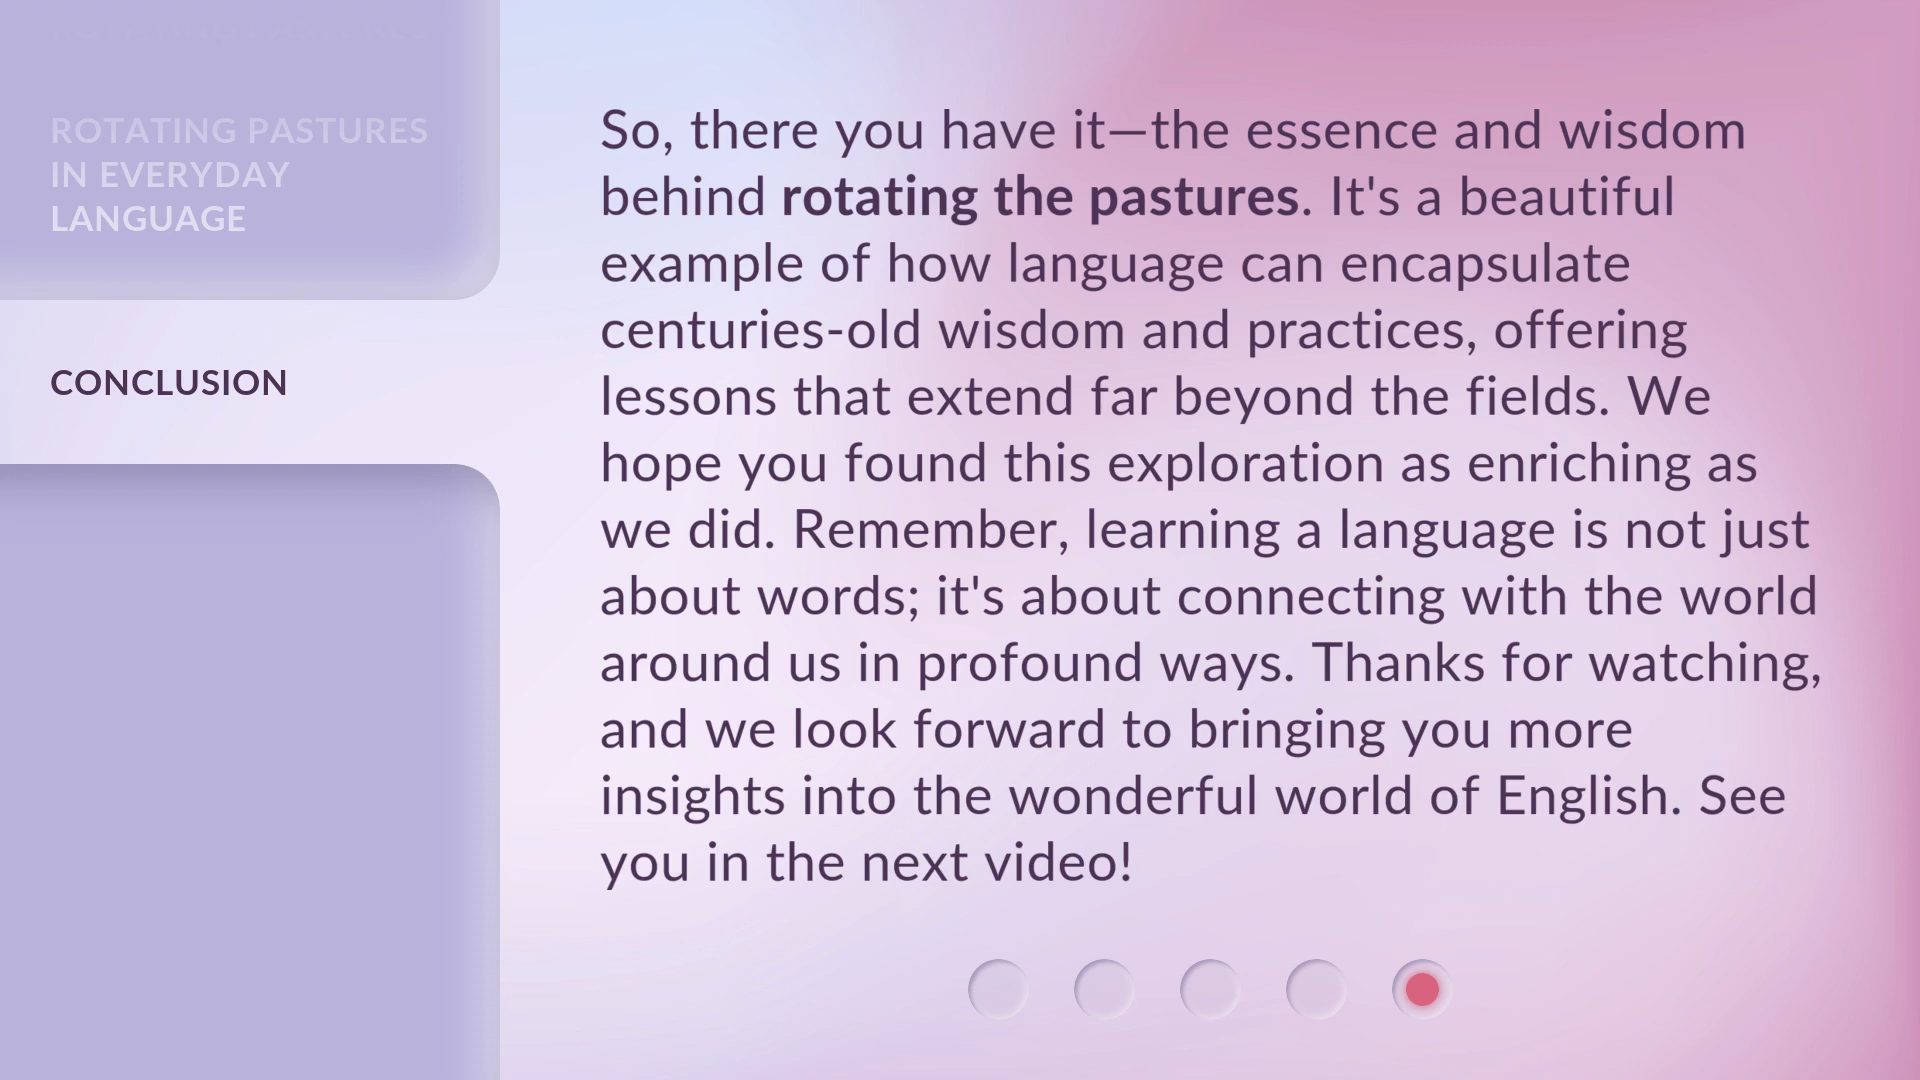 ROTATING PASTURES
IN EVERYDAY
LANGUAGE
CONCLUSION
So, there you have it—the essence and wisdom
behind rotating the pastures. It's a beautiful
example of how language can encapsulate
centuries-old wisdom and practices, offering
lessons that extend far beyond the fields. We
hope you found this exploration as enriching as
we did. Remember, learning a language is not just
about words; it's about connecting with the world
around us in profound ways. Thanks for watching,
and we look forward to bringing you more
insights into the wonderful world of English. See
you in the next video!